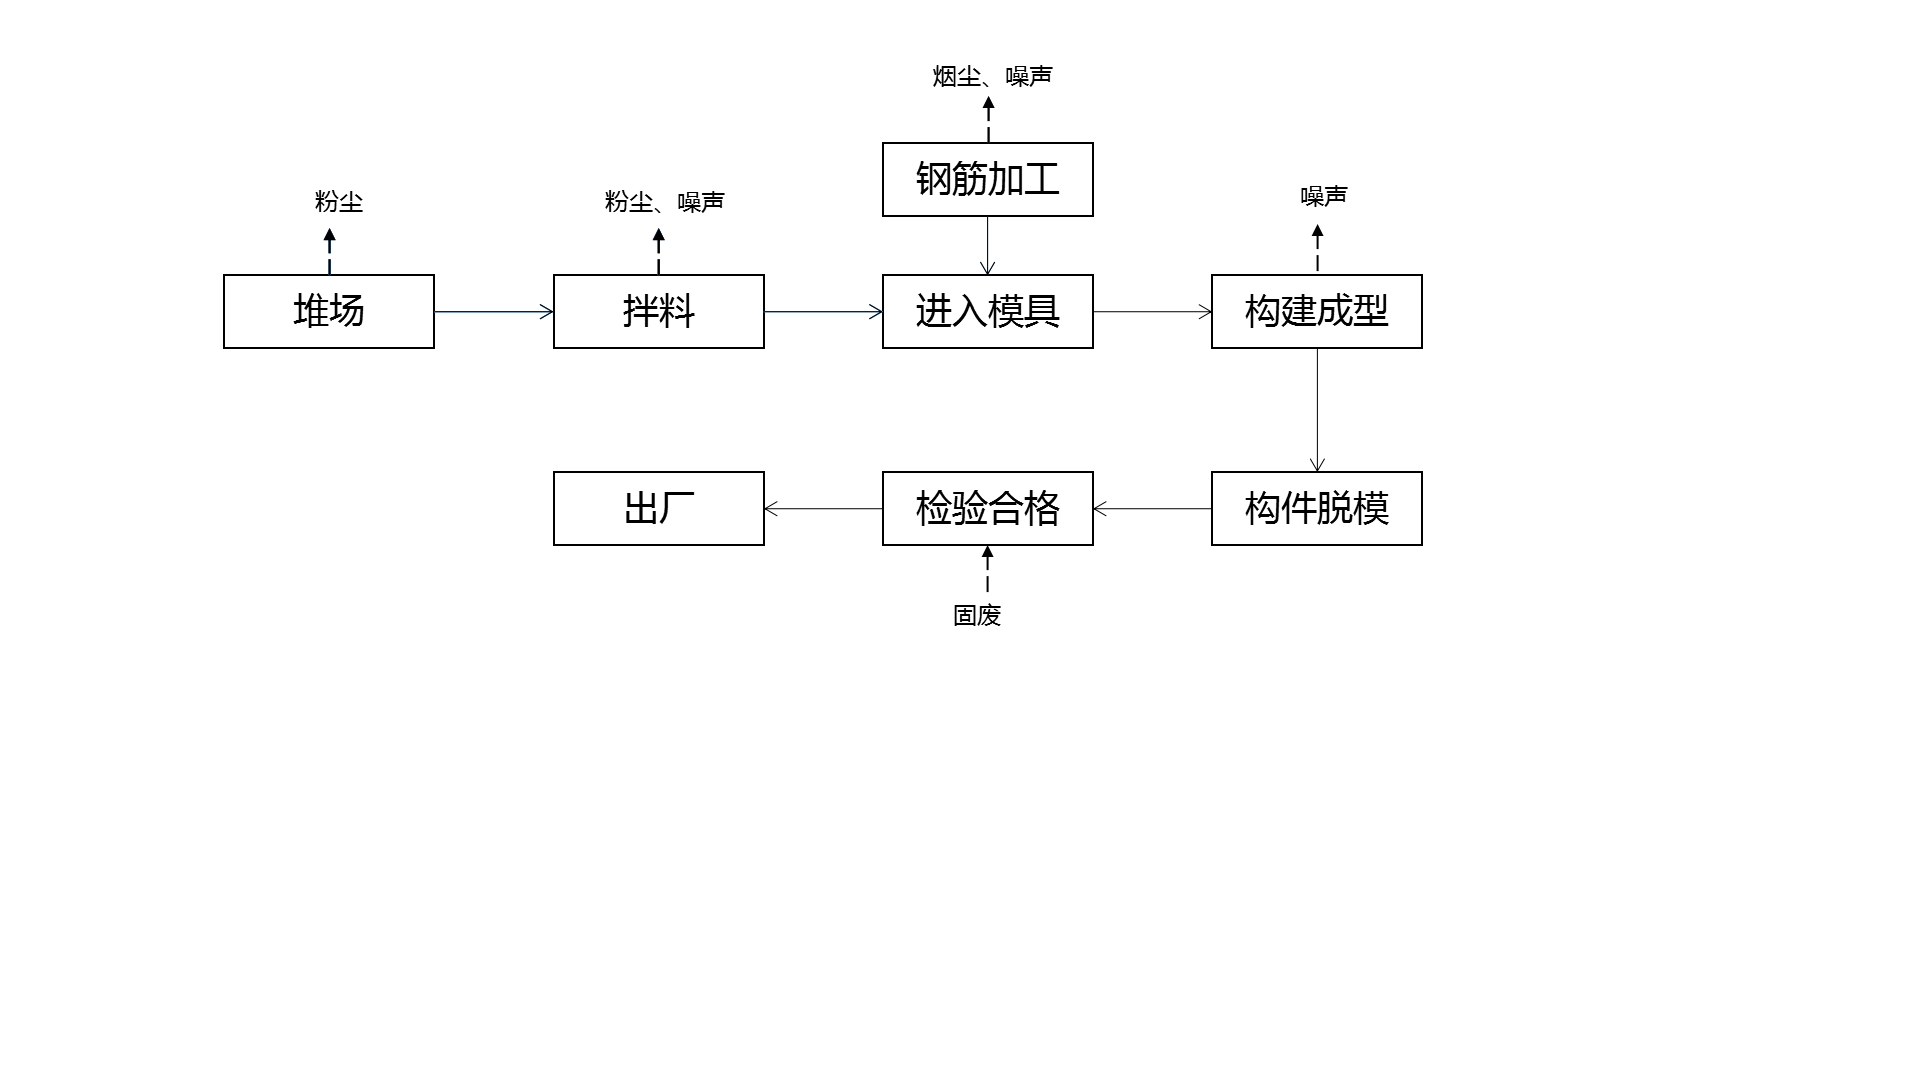 烟尘、噪声
钢筋加工
粉尘
粉尘、噪声
噪声
堆场
拌料
进入模具
构建成型
出厂
检验合格
构件脱模
固废